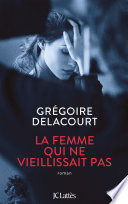 GRÉGOIRE
DELACOURT
LA FEMME
QUI NE
VIEILLISSAIT PAS
roman
JC Lattès